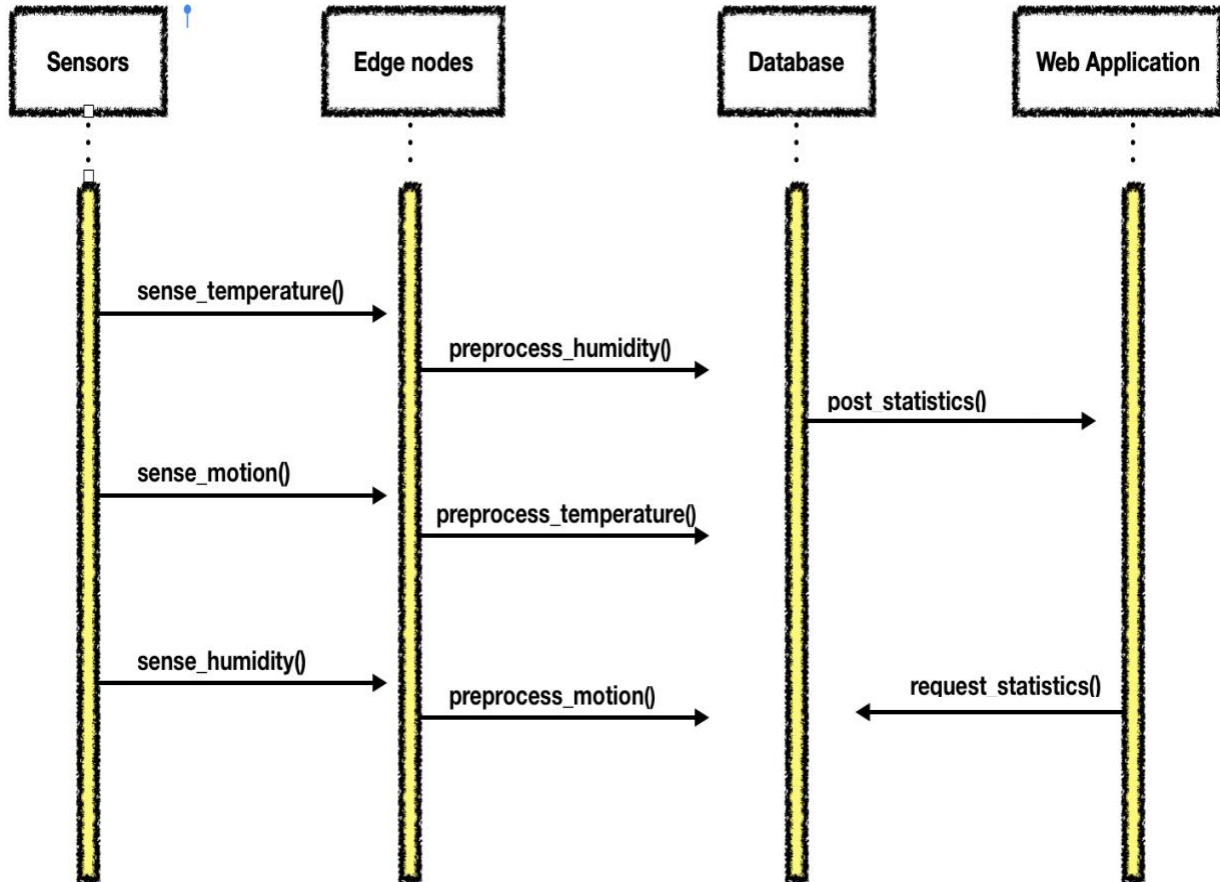 Sensors
Edge nodes
Database
Web Application
sense_temperature()
preprocess_humidity()
post_statistics()
sense_motion()
preprocess_temperature()
sense_humidity()
preprocess_motion()
request_statistics()